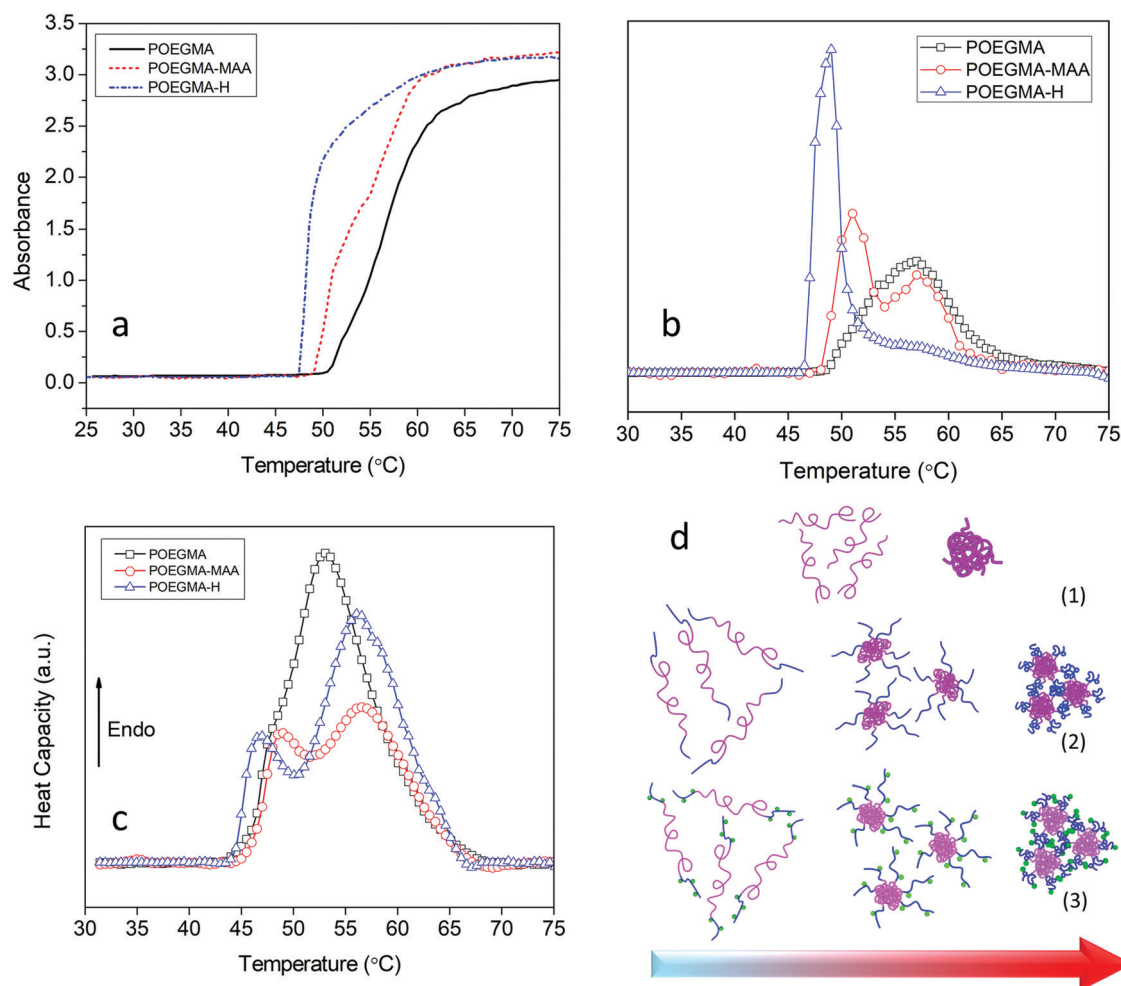 3.5
3.0
2.5
2.0
1.5
1.0
0.5
0.0
Absorbance
POEGMA
POEGMA-MAA
POEGMA-H
a
25 30 35 40 45 50 55 60 65 70 75
Temperature (°C)
POEGMA
POEGMA-MAA
POEGMA-H
b
30 35 40 45 50 55 60 65 70 75
Temperature (°C)
Heat Capacity (a.u.)
POEGMA
POEGMA-MAA
POEGMA-H
Endo
c
30 35 40 45 50 55 60 65 70 75
Temperature (°C)
d
(1)
(2)
(3)